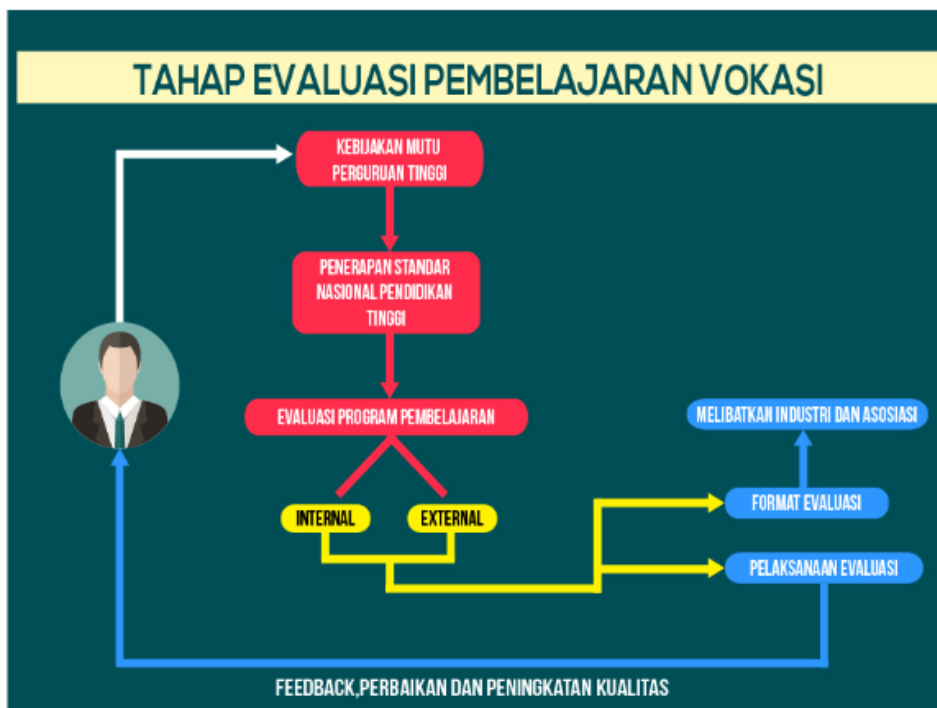 TAHAP EVALUASI PEMBELAJARAN VOKASI
KEBIJAKAN MUTU
PERGURUAN TINGGI
PENERAPAN STANDAR
NASIONAL PENDIDIKAN
TINGGI
EVALUASI PROGRAM PEMBELAJARAN
INTERNAL
EXTERNAL
MELIBATKAN INDUSTRI DAN ASOSIASI
FORMAT EVALUASI
PELAKSANAAN EVALUASI
FEEDBACK,PERBAIKAN DAN PENINGKATAN KUALITAS